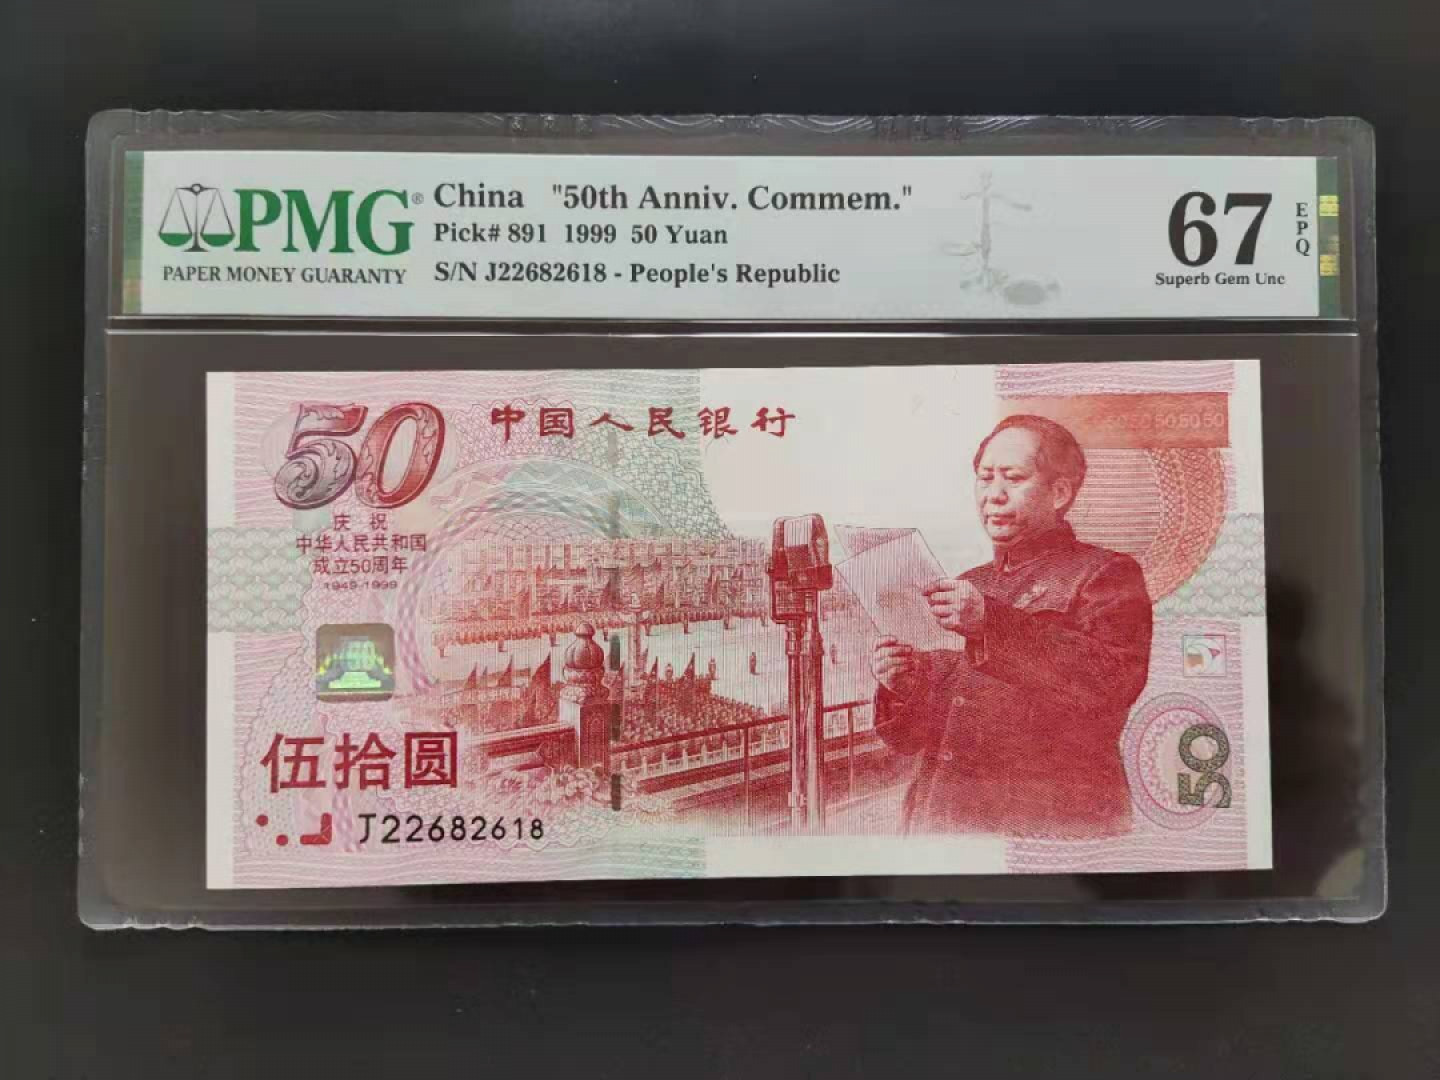 PMG®
PAPER MONEY GUARANTY
China "50th Anniv. Commem."
Pick# 891 1999 50 Yuan
S/N J22682618 - People's Republic
67
EPQ
Superb Gem Unc
50
中国人民银行
5050505050
庆祝
中华人民共和国
成立50周年
1949-1999
伍拾圆
J22682618
50